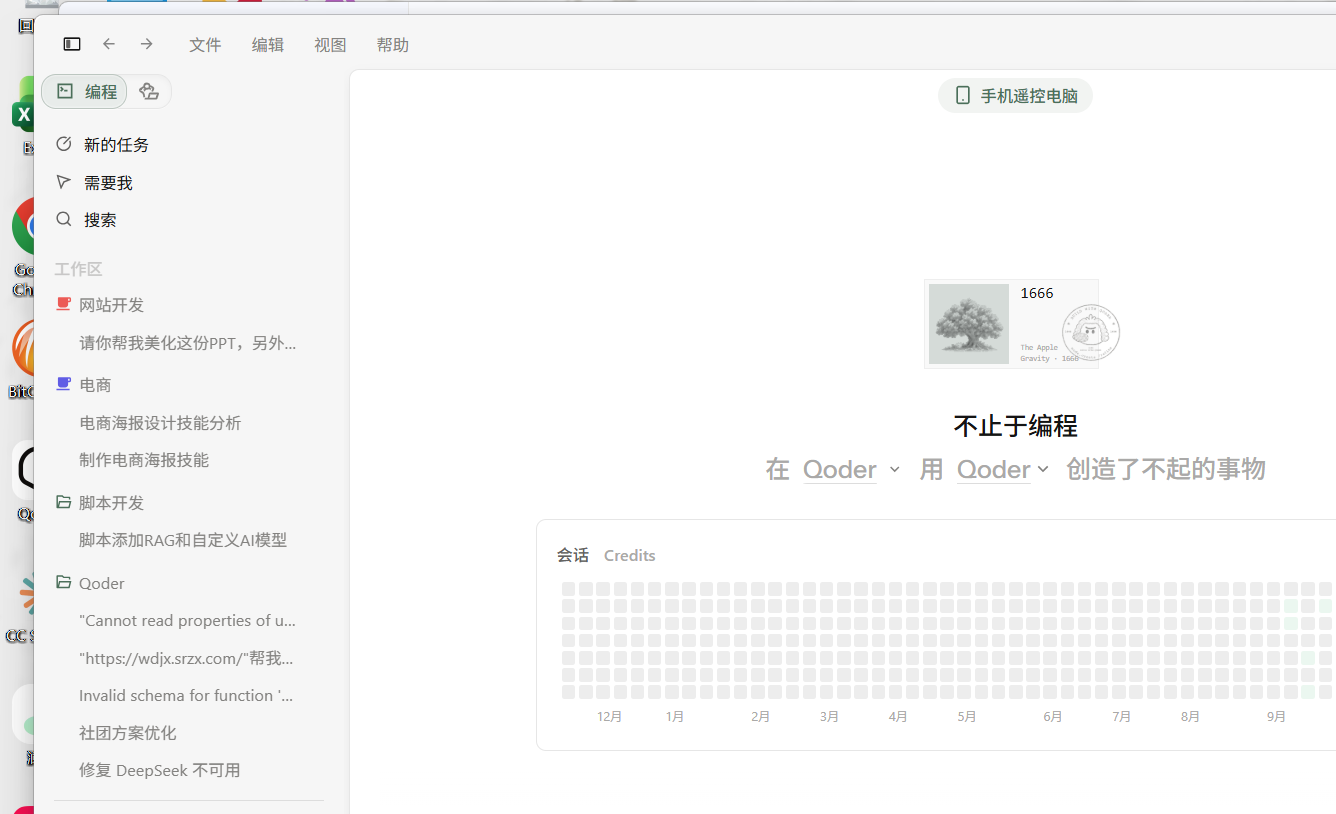 文件 编辑 视图 帮助
编程
手机遥控电脑
新的任务
需要我
搜索
工作区
网站开发
请你帮我美化这份PPT，另外...
电商
电商海报设计技能分析
制作电商海报技能
脚本开发
脚本添加RAG和自定义AI模型
Qoder
"Cannot read properties of u...
"https://wdjx.srzx.com/"帮我...
Invalid schema for function '...
社团方案优化
修复 DeepSeek 不可用
1666
The Apple
Gravity · 1666
不止于编程
在 Qoder 用 Qoder 创造了不起的事物
会话 Credits
12月 1月 2月 3月 4月 5月 6月 7月 8月 9月